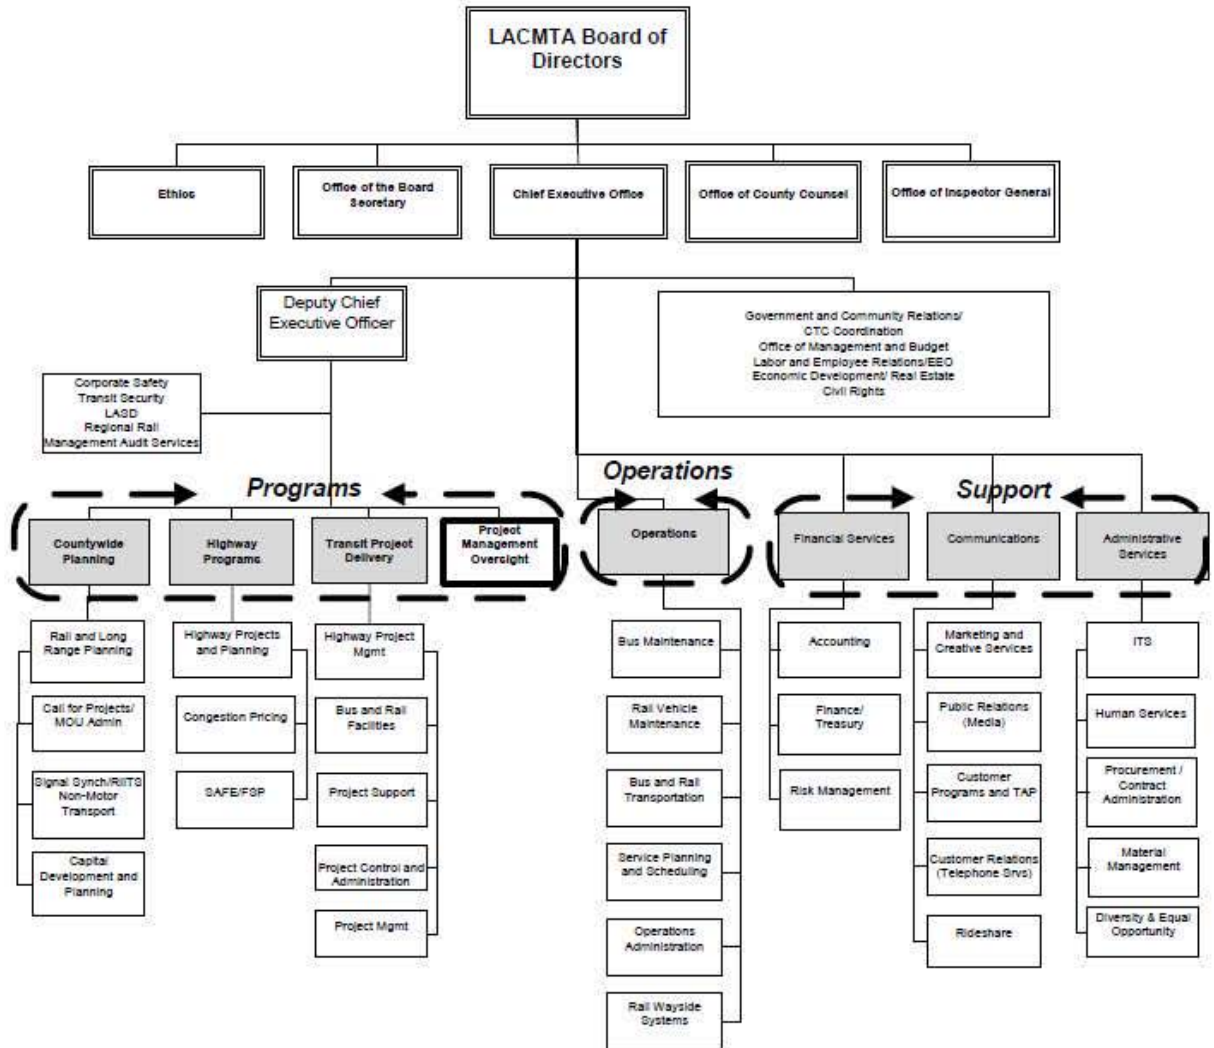 LACMTA Board of
Directors
Ethics
Office of the Board
Secretary
Chief Executive Office
Office of County Counsel
Office of Inspector General
Deputy Chief
Executive Officer
Government and Community Relations/
CTC Coordination
Office of Management and Budget
Labor and Employee Relations/EEO
Economic Development/ Real Estate
Civil Rights
Corporate Safety
Transit Security
LASD
Regional Rail
Management Audit Services
Programs
Operations
Support
Countywide
Planning
Highway
Programs
Transit Project
Delivery
Project
Management
Oversight
Operations
Financial Services
Communications
Administrative
Services
Rail and Long
Range Planning
Call for Projects/
MOU Admin
Signal Synch/RIITS
Non-Motor
Transport
Capital
Development and
Planning
Highway Projects
and Planning
Congestion Pricing
SAFE/FSP
Highway Project
Mgmt
Bus and Rail
Facilities
Project Support
Project Control and
Administration
Project Mgmt
Bus Maintenance
Rail Vehicle
Maintenance
Bus and Rail
Transportation
Service Planning
and Scheduling
Operations
Administration
Rail Wayside
Systems
Accounting
Finance/
Treasury
Risk Management
Marketing and
Creative Services
Public Relations
(Media)
Customer
Programs and TAP
Customer Relations
(Telephone Srvs)
Rideshare
ITS
Human Services
Procurement /
Contract
Administration
Material
Management
Diversity & Equal
Opportunity